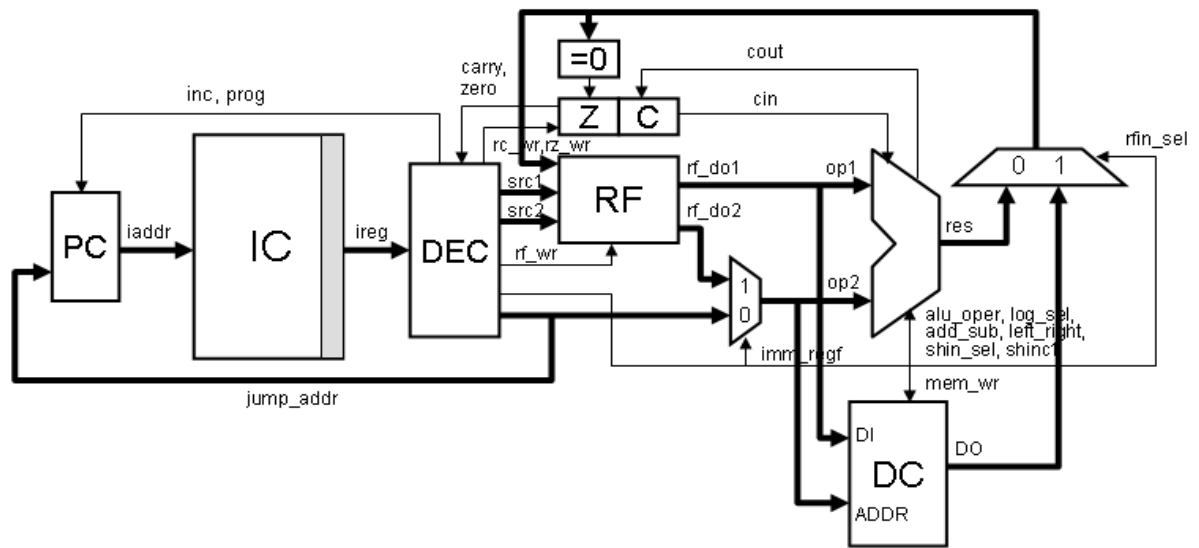 =0
cout
carry,
zero
inc, prog
Z
C
cin
rc_wr,rz_wr
rfin_sel
0 1
src1
src2
RF
rf_do1
rf_do2
op1
PC
iaddr
IC
ireg
DEC
rf_wr
res
1
0
op2
imm_regf
alu_oper, log_sel,
add_sub, left_right,
shin_sel, shinc1
jump_addr
mem_wr
DI
DC
DO
ADDR